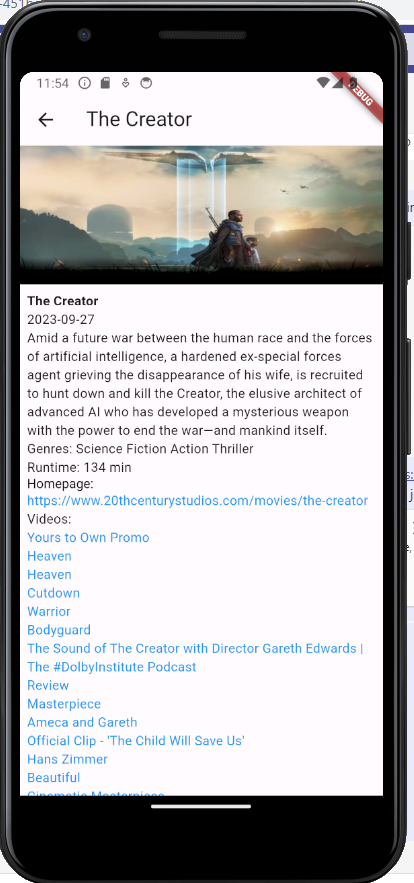 11:54
DEBUG
The Creator
The Creator
2023-09-27
Amid a future war between the human race and the forces
of artificial intelligence, a hardened ex-special forces
agent grieving the disappearance of his wife, is recruited
to hunt down and kill the Creator, the elusive architect of
advanced AI who has developed a mysterious weapon
with the power to end the war—and mankind itself.
Genres: Science Fiction Action Thriller
Runtime: 134 min
Homepage:
https://www.20thcenturystudios.com/movies/the-creator
Videos:
Yours to Own Promo
Heaven
Heaven
Cutdown
Warrior
Bodyguard
The Sound of The Creator with Director Gareth Edwards |
The #DolbyInstitute Podcast
Review
Masterpiece
Ameca and Gareth
Official Clip - 'The Child Will Save Us'
Hans Zimmer
Beautiful
Cinematic Masterpiece